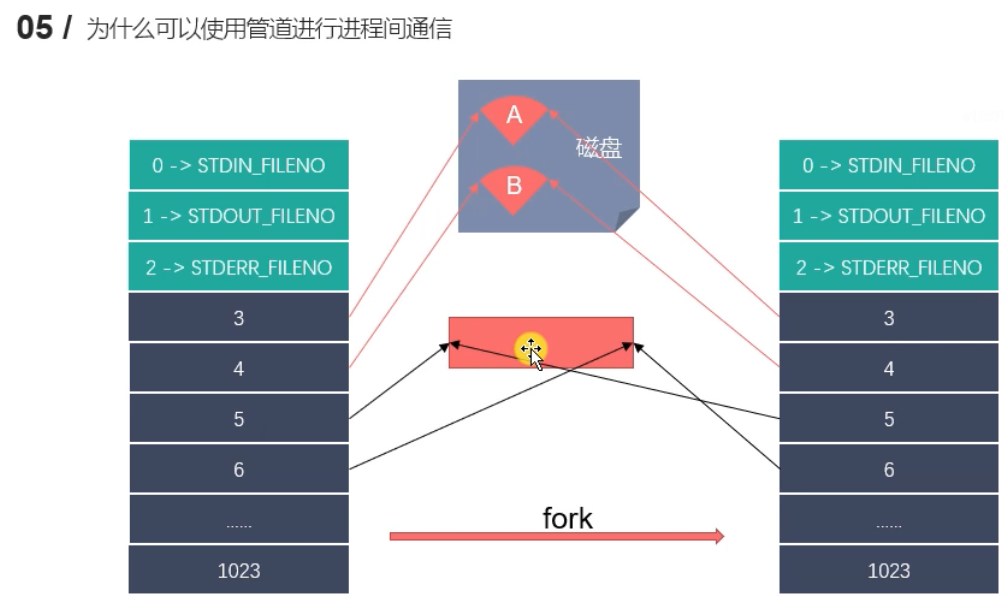 05 / 为什么可以使用管道进行进程间通信
A
磁盘
B
0 -> STDIN_FILENO
1 -> STDOUT_FILENO
2 -> STDERR_FILENO
3
4
5
6
......
1023
fork
0 -> STDIN_FILENO
1 -> STDOUT_FILENO
2 -> STDERR_FILENO
3
4
5
6
......
1023